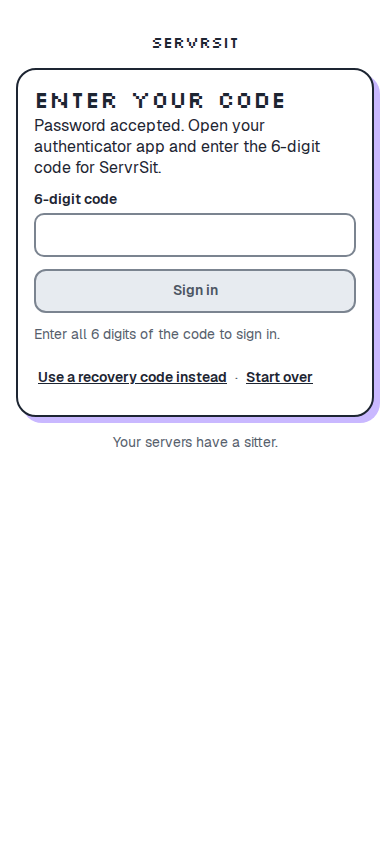 SERVRSIT
ENTER YOUR CODE
Password accepted. Open your
authenticator app and enter the 6-digit
code for ServrSit.
6-digit code
Sign in
Enter all 6 digits of the code to sign in.
Use a recovery code instead · Start over
Your servers have a sitter.